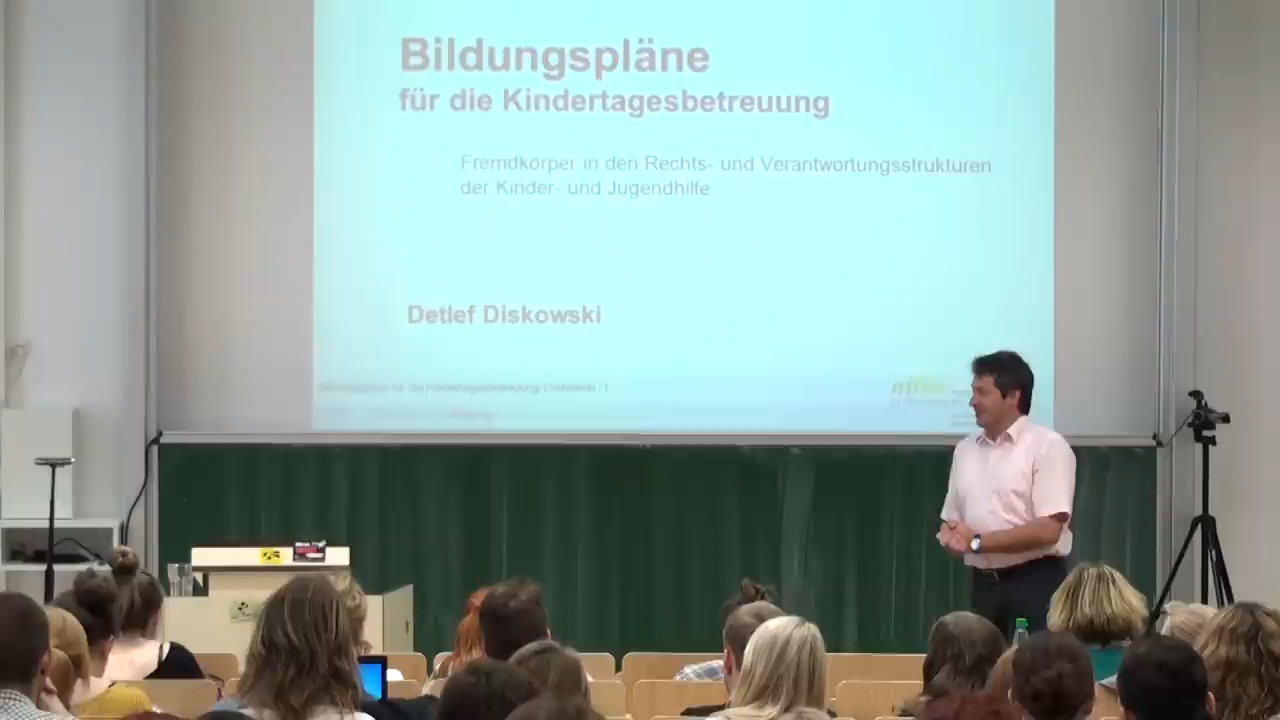 Bildungspläne
für die Kindertagesbetreuung
Fremdkörper in den Rechts- und Verantwortungsstrukturen
der Kinder- und Jugendhilfe
Detlef Diskowski